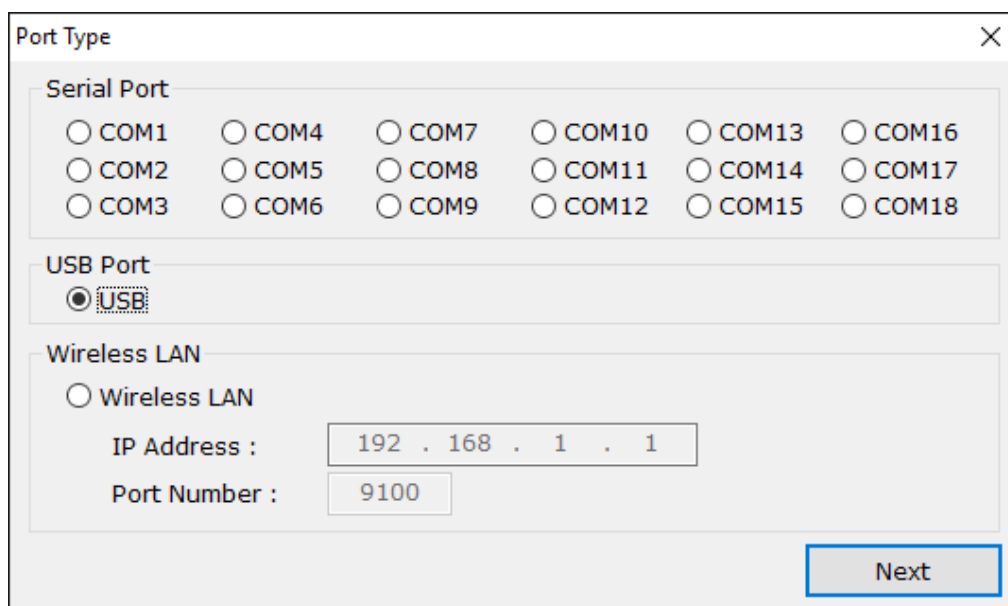 Port Type
Serial Port
COM1 COM4 COM7 COM10 COM13 COM16
COM2 COM5 COM8 COM11 COM14 COM17
COM3 COM6 COM9 COM12 COM15 COM18
USB Port
USB
Wireless LAN
Wireless LAN
IP Address : 192 . 168 . 1 . 1
Port Number : 9100
Next